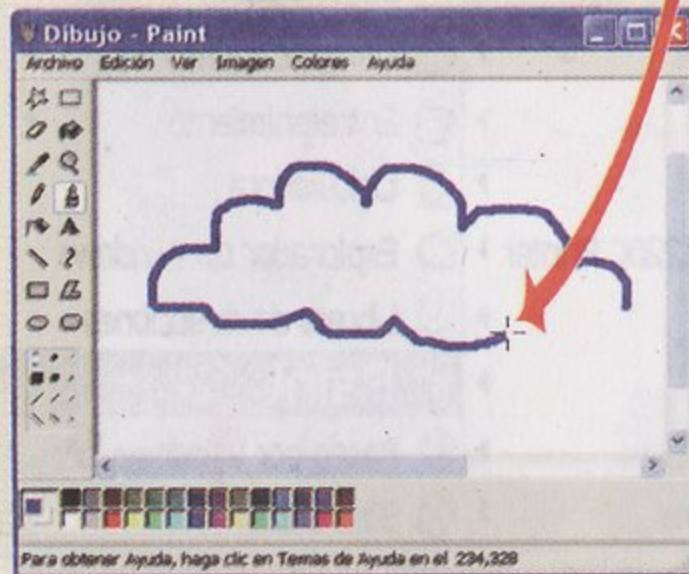 Dibujo - Paint
Archivo Edición Ver Imagen Colores Ayuda
Para obtener Ayuda, haga clic en Temas de Ayuda en el 234,328